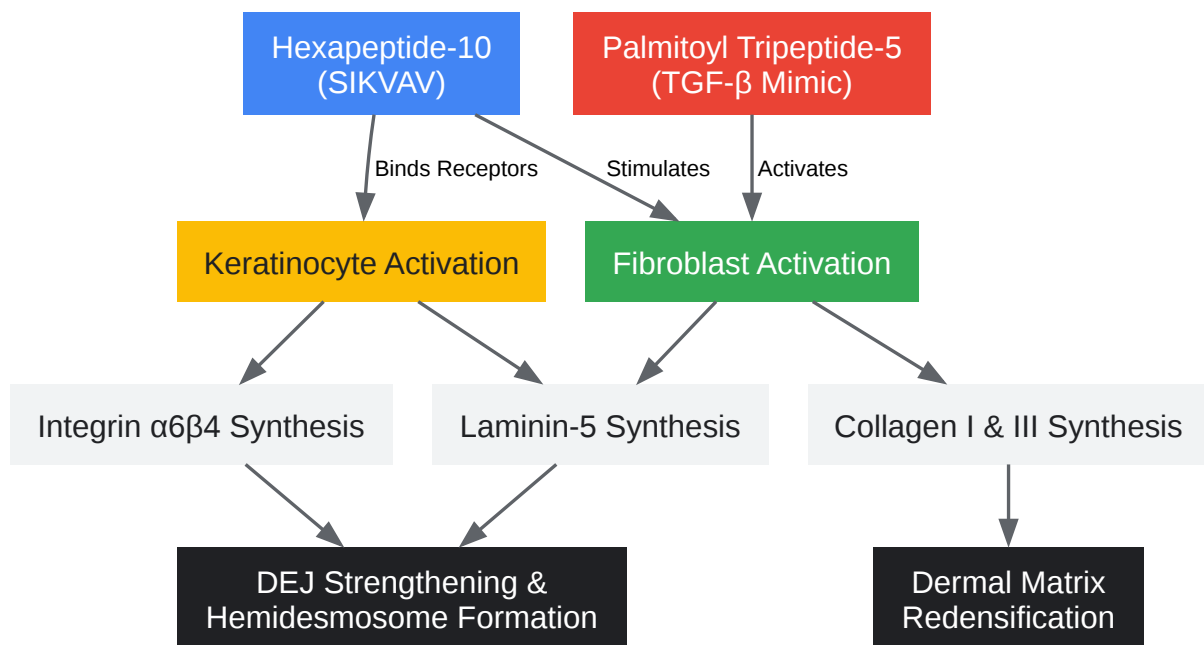 Hexapeptide-10
(SIKVAV)
Palmitoyl Tripeptide-5
(TGF-β Mimic)
Binds Receptors
Stimulates
Activates
Keratinocyte Activation
Fibroblast Activation
Integrin α6β4 Synthesis
Laminin-5 Synthesis
Collagen I & III Synthesis
DEJ Strengthening &
Hemidesmosome Formation
Dermal Matrix
Redensification